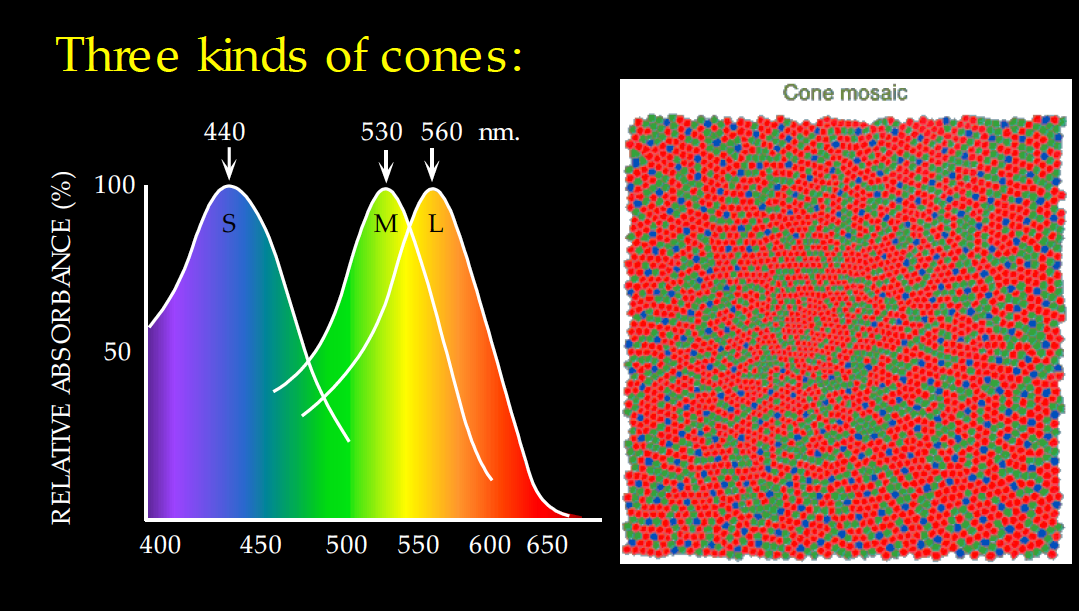 Three kinds of cones:
Cone mosaic
440
530 560 nm.
RELATIVE ABSORBANCE (%)
100
S M L
50
400 450 500 550 600 650